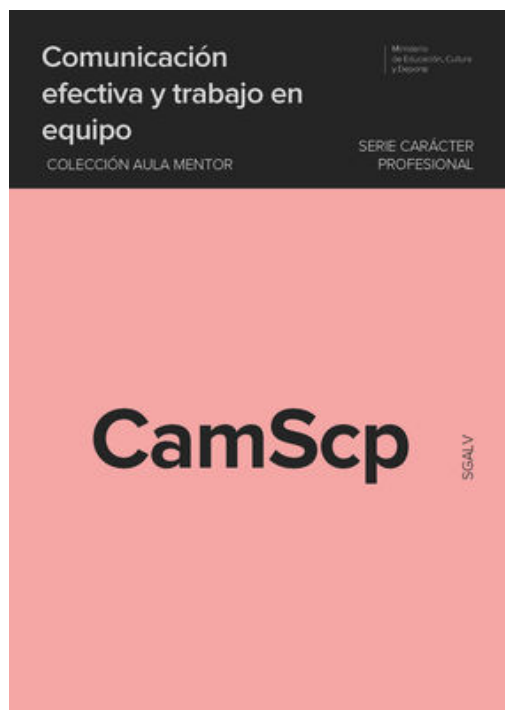 Comunicación
efectiva y trabajo en
equipo
COLECCIÓN AULA MENTOR
Ministerio
de Educación, Cultura
y Deporte
SERIE CARÁCTER
PROFESIONAL
CamScp
SGALV